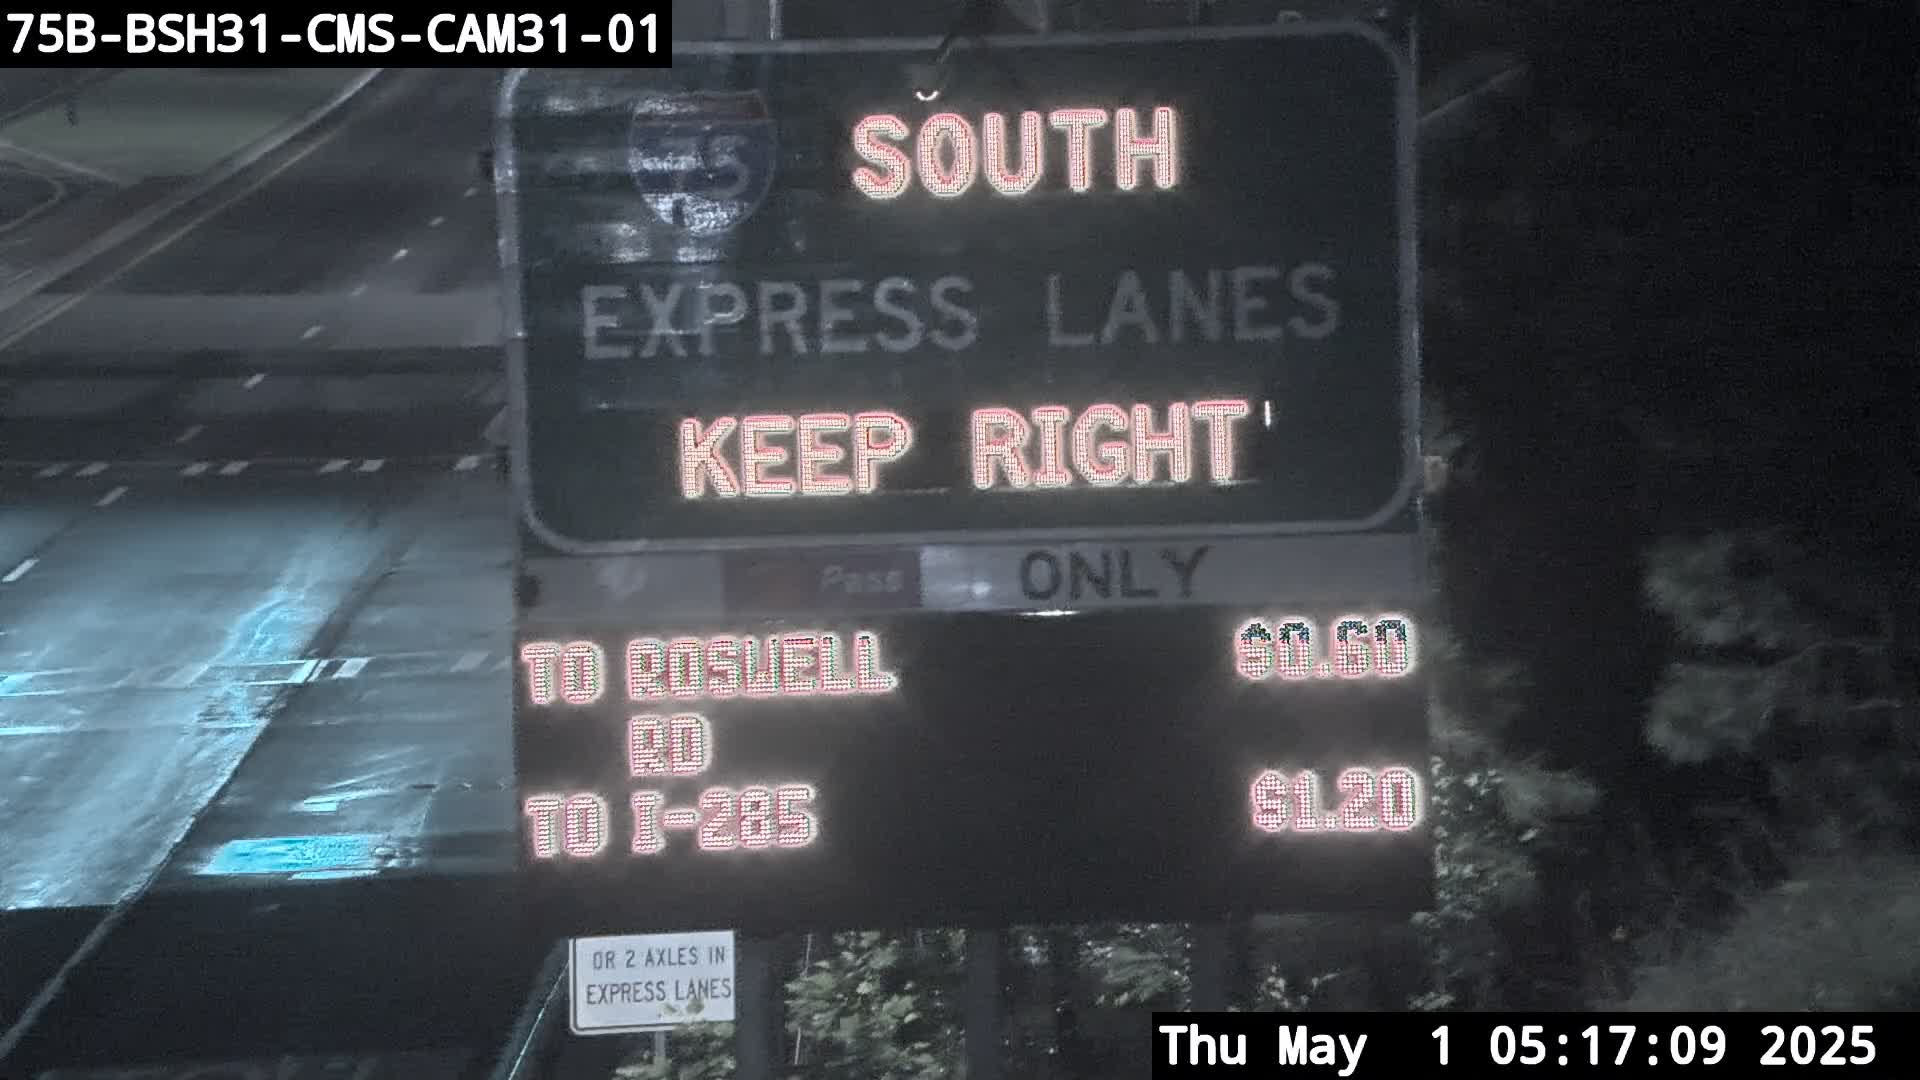 75B-BSH31-CMS-CAM31-01
75 SOUTH
EXPRESS LANES
KEEP RIGHT
Pass ONLY
TO ROSWELL $0.60
RD
TO I-285 $1.20
OR 2 AXLES IN
EXPRESS LANES
Thu May 1 05:17:09 2025